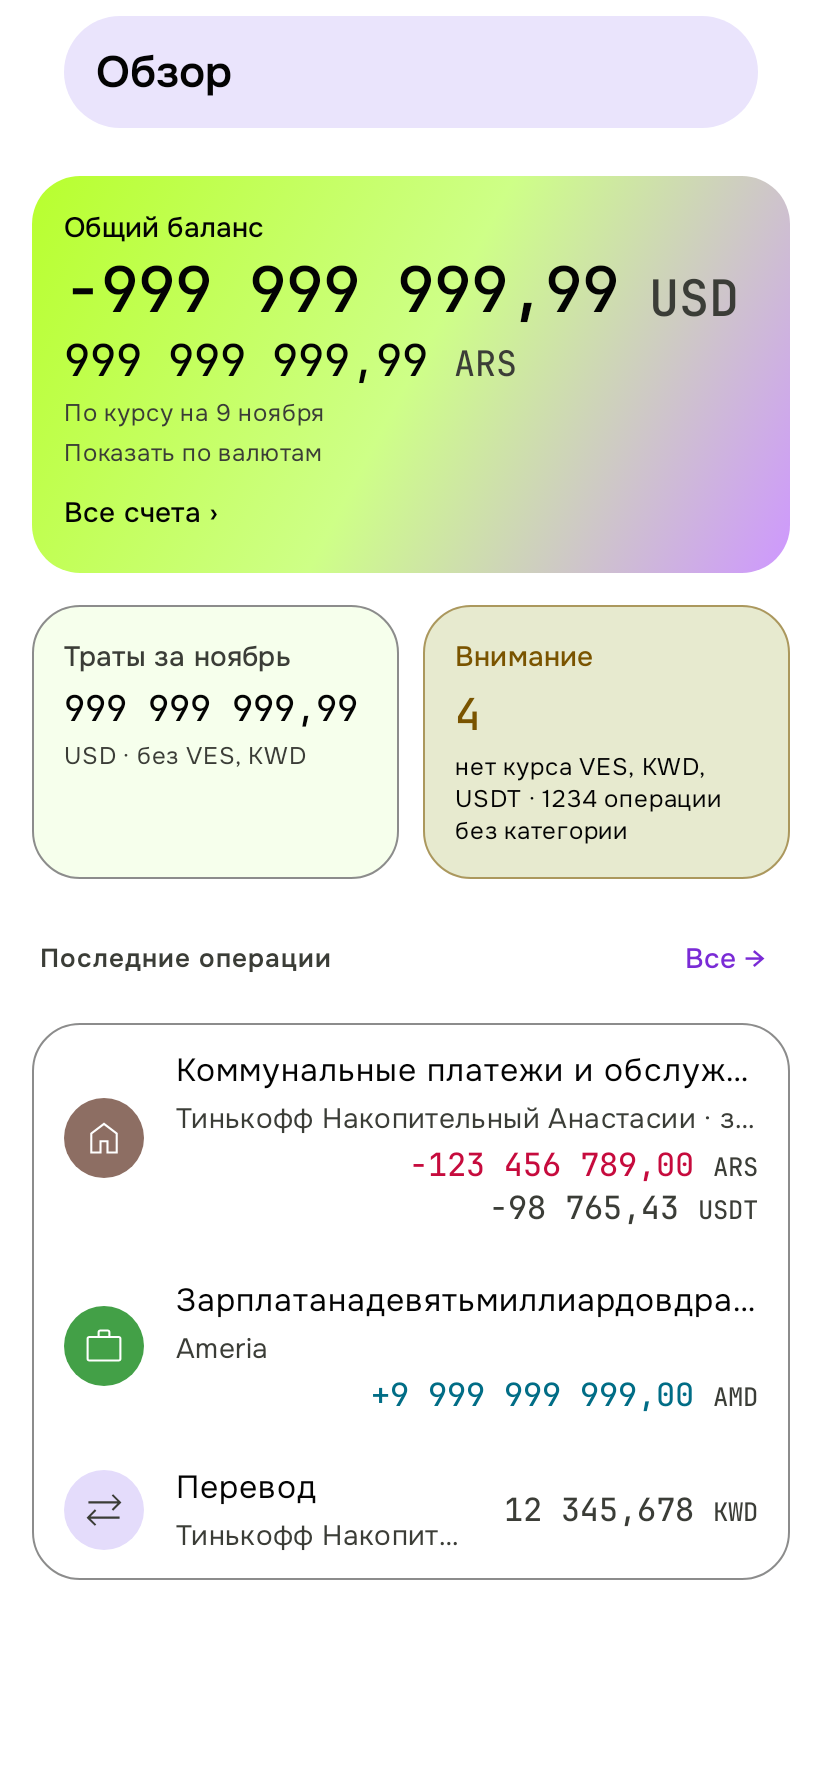 Обзор
Общий баланс
-999 999 999,99 USD
999 999 999,99 ARS
По курсу на 9 ноября
Показать по валютам
Все счета ›
Траты за ноябрь
999 999 999,99
USD · без VES, KWD
Внимание
4
нет курса VES, KWD,
USDT · 1234 операции
без категории
Последние операции
Все →
Коммунальные платежи и обслуж...
Тинькофф Накопительный Анастасии · з...
-123 456 789,00 ARS
-98 765,43 USDT
Зарплатанадевятьмиллиардовдра...
Ameria
+9 999 999 999,00 AMD
Перевод
Тинькофф Накопит...
12 345,678 KWD